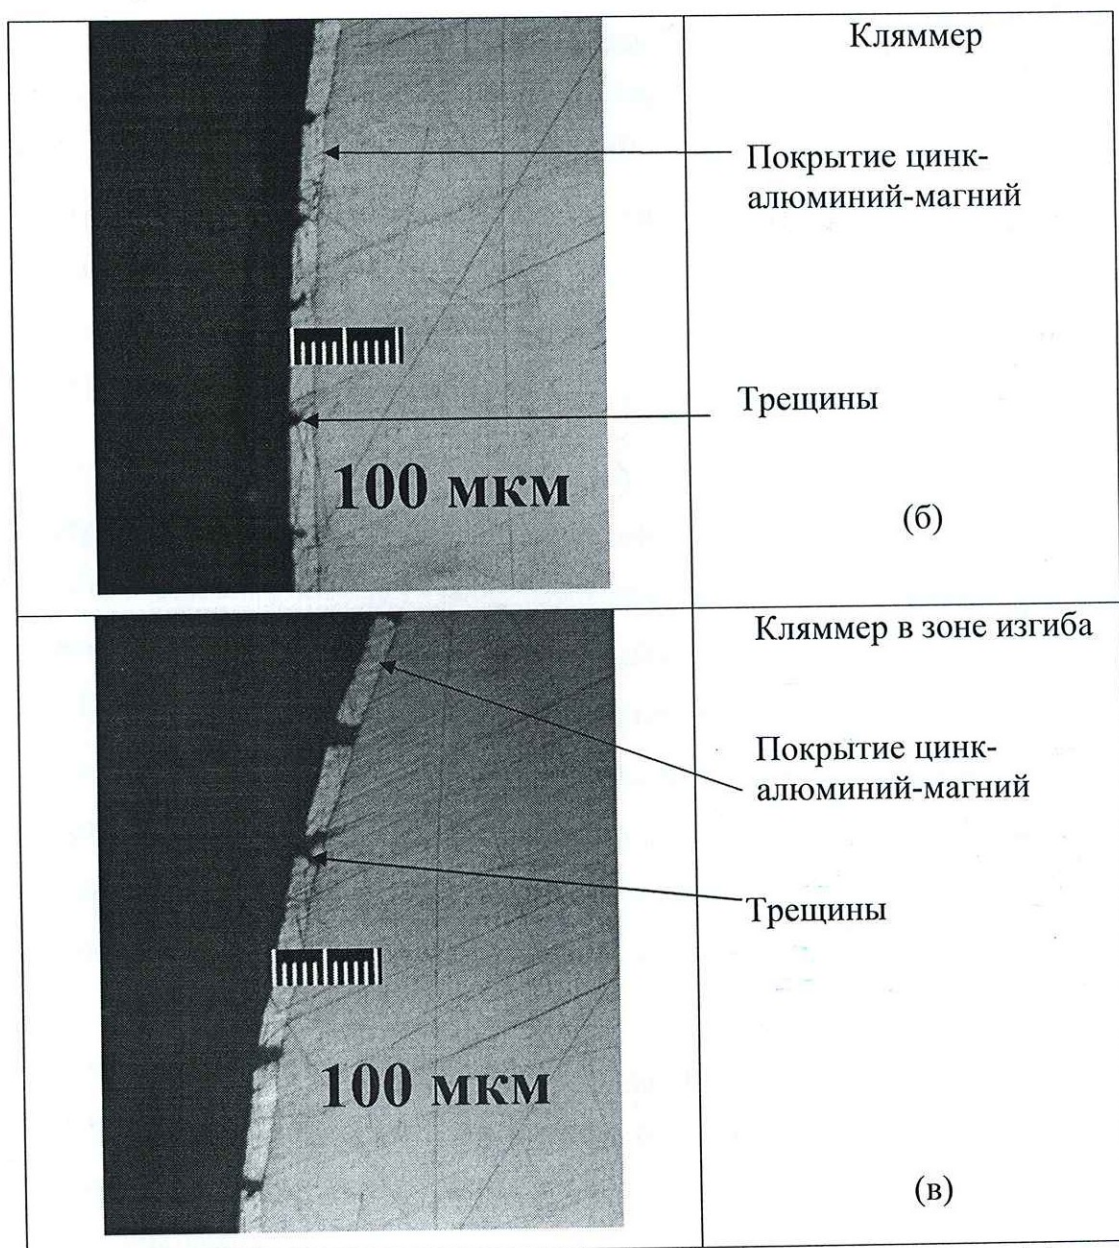 Кляммер
Покрытие цинк-
алюминий-магний
Трещины
100 мкм
(б)
Кляммер в зоне изгиба
Покрытие цинк-
алюминий-магний
Трещины
100 мкм
(в)